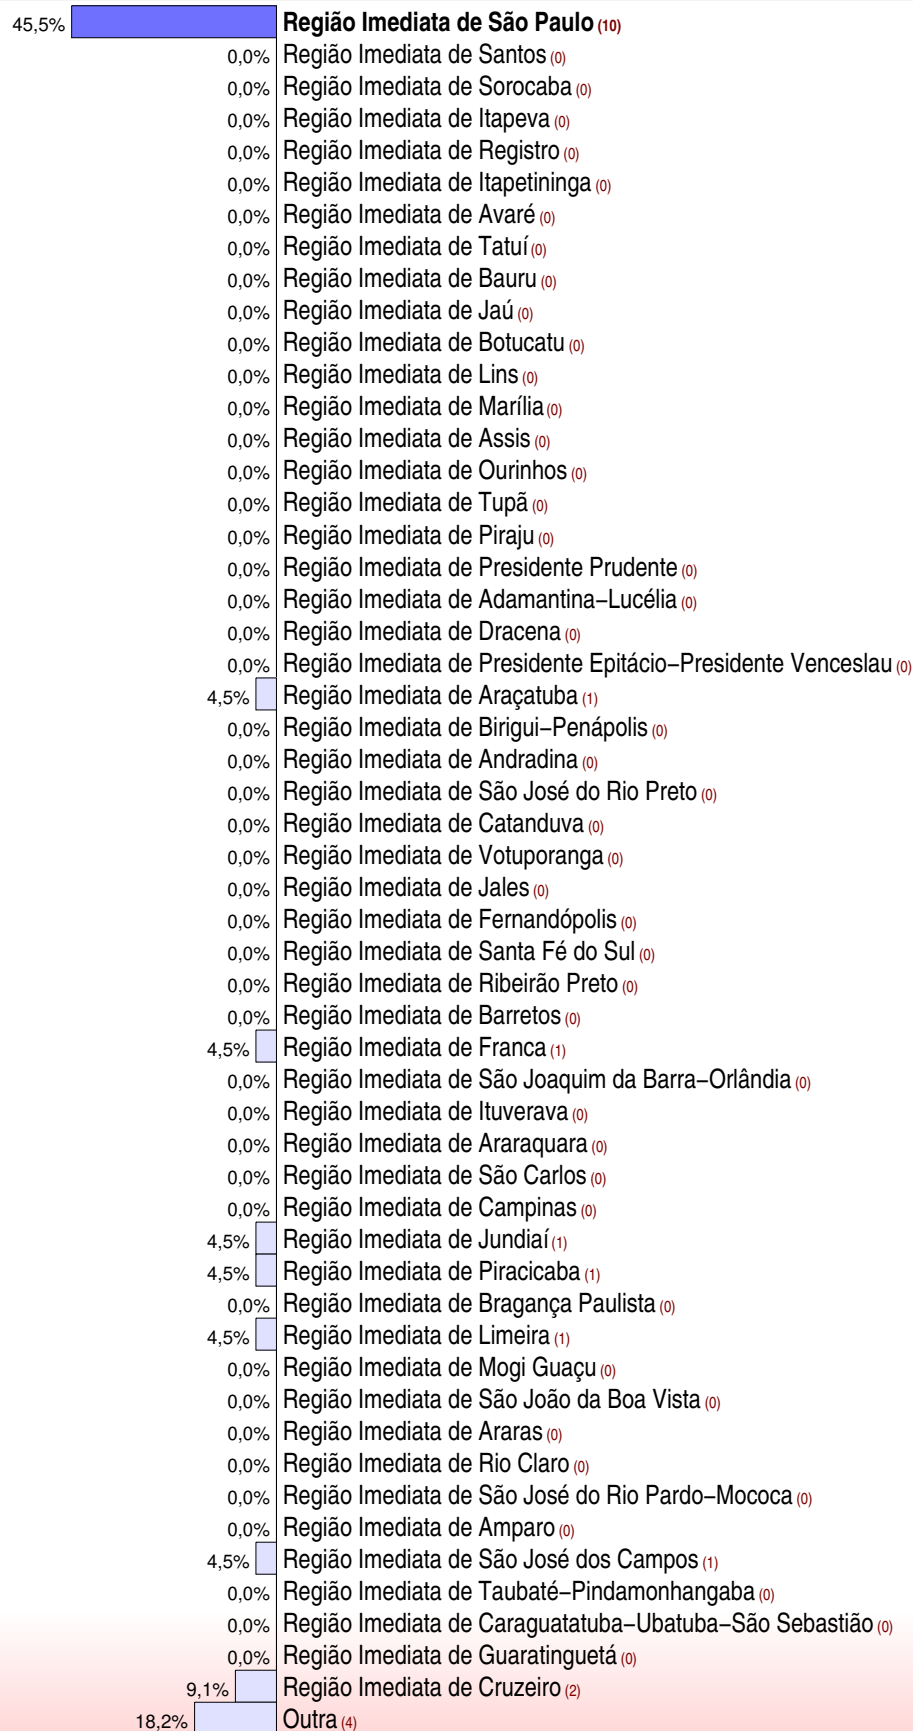 45,5% Região Imediata de São Paulo (10)
0,0% Região Imediata de Santos (0)
0,0% Região Imediata de Sorocaba (0)
0,0% Região Imediata de Itapeva (0)
0,0% Região Imediata de Registro (0)
0,0% Região Imediata de Itapetininga (0)
0,0% Região Imediata de Avaré (0)
0,0% Região Imediata de Tatuí (0)
0,0% Região Imediata de Bauru (0)
0,0% Região Imediata de Jaú (0)
0,0% Região Imediata de Botucatu (0)
0,0% Região Imediata de Lins (0)
0,0% Região Imediata de Marília (0)
0,0% Região Imediata de Assis (0)
0,0% Região Imediata de Ourinhos (0)
0,0% Região Imediata de Tupã (0)
0,0% Região Imediata de Piraju (0)
0,0% Região Imediata de Presidente Prudente (0)
0,0% Região Imediata de Adamantina−Lucélia (0)
0,0% Região Imediata de Dracena (0)
0,0% Região Imediata de Presidente Epitácio−Presidente Venceslau (0)
4,5% Região Imediata de Araçatuba (1)
0,0% Região Imediata de Birigui−Penápolis (0)
0,0% Região Imediata de Andradina (0)
0,0% Região Imediata de São José do Rio Preto (0)
0,0% Região Imediata de Catanduva (0)
0,0% Região Imediata de Votuporanga (0)
0,0% Região Imediata de Jales (0)
0,0% Região Imediata de Fernandópolis (0)
0,0% Região Imediata de Santa Fé do Sul (0)
0,0% Região Imediata de Ribeirão Preto (0)
0,0% Região Imediata de Barretos (0)
4,5% Região Imediata de Franca (1)
0,0% Região Imediata de São Joaquim da Barra−Orlândia (0)
0,0% Região Imediata de Ituverava (0)
0,0% Região Imediata de Araraquara (0)
0,0% Região Imediata de São Carlos (0)
0,0% Região Imediata de Campinas (0)
4,5% Região Imediata de Jundiaí (1)
4,5% Região Imediata de Piracicaba (1)
0,0% Região Imediata de Bragança Paulista (0)
4,5% Região Imediata de Limeira (1)
0,0% Região Imediata de Mogi Guaçu (0)
0,0% Região Imediata de São João da Boa Vista (0)
0,0% Região Imediata de Araras (0)
0,0% Região Imediata de Rio Claro (0)
0,0% Região Imediata de São José do Rio Pardo−Mococa (0)
0,0% Região Imediata de Amparo (0)
4,5% Região Imediata de São José dos Campos (1)
0,0% Região Imediata de Taubaté−Pindamonhangaba (0)
0,0% Região Imediata de Caraguatatuba−Ubatuba−São Sebastião (0)
0,0% Região Imediata de Guaratinguetá (0)
9,1% Região Imediata de Cruzeiro (2)
18,2% Outra (4)